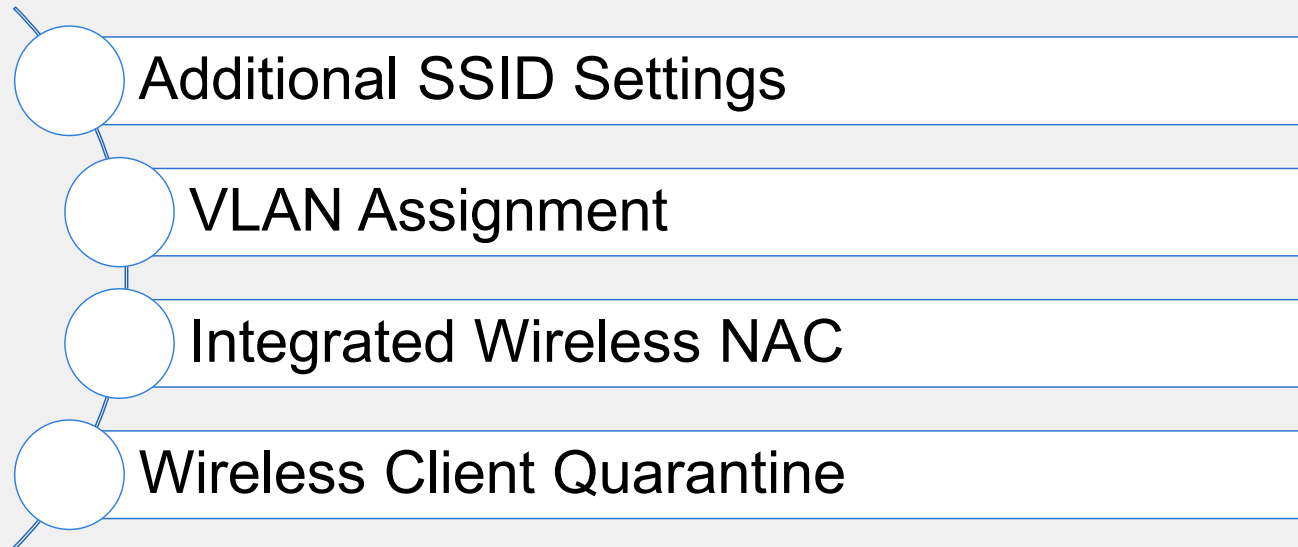 Additional SSID Settings
VLAN Assignment
Integrated Wireless NAC
Wireless Client Quarantine